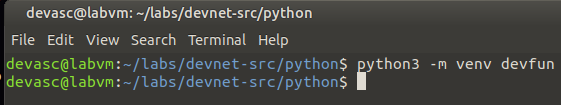 devasc@labvm: ~/labs/devnet-src/python
File Edit View Search Terminal Help
devasc@labvm:~/labs/devnet-src/python$ python3 -m venv devfun
devasc@labvm:~/labs/devnet-src/python$